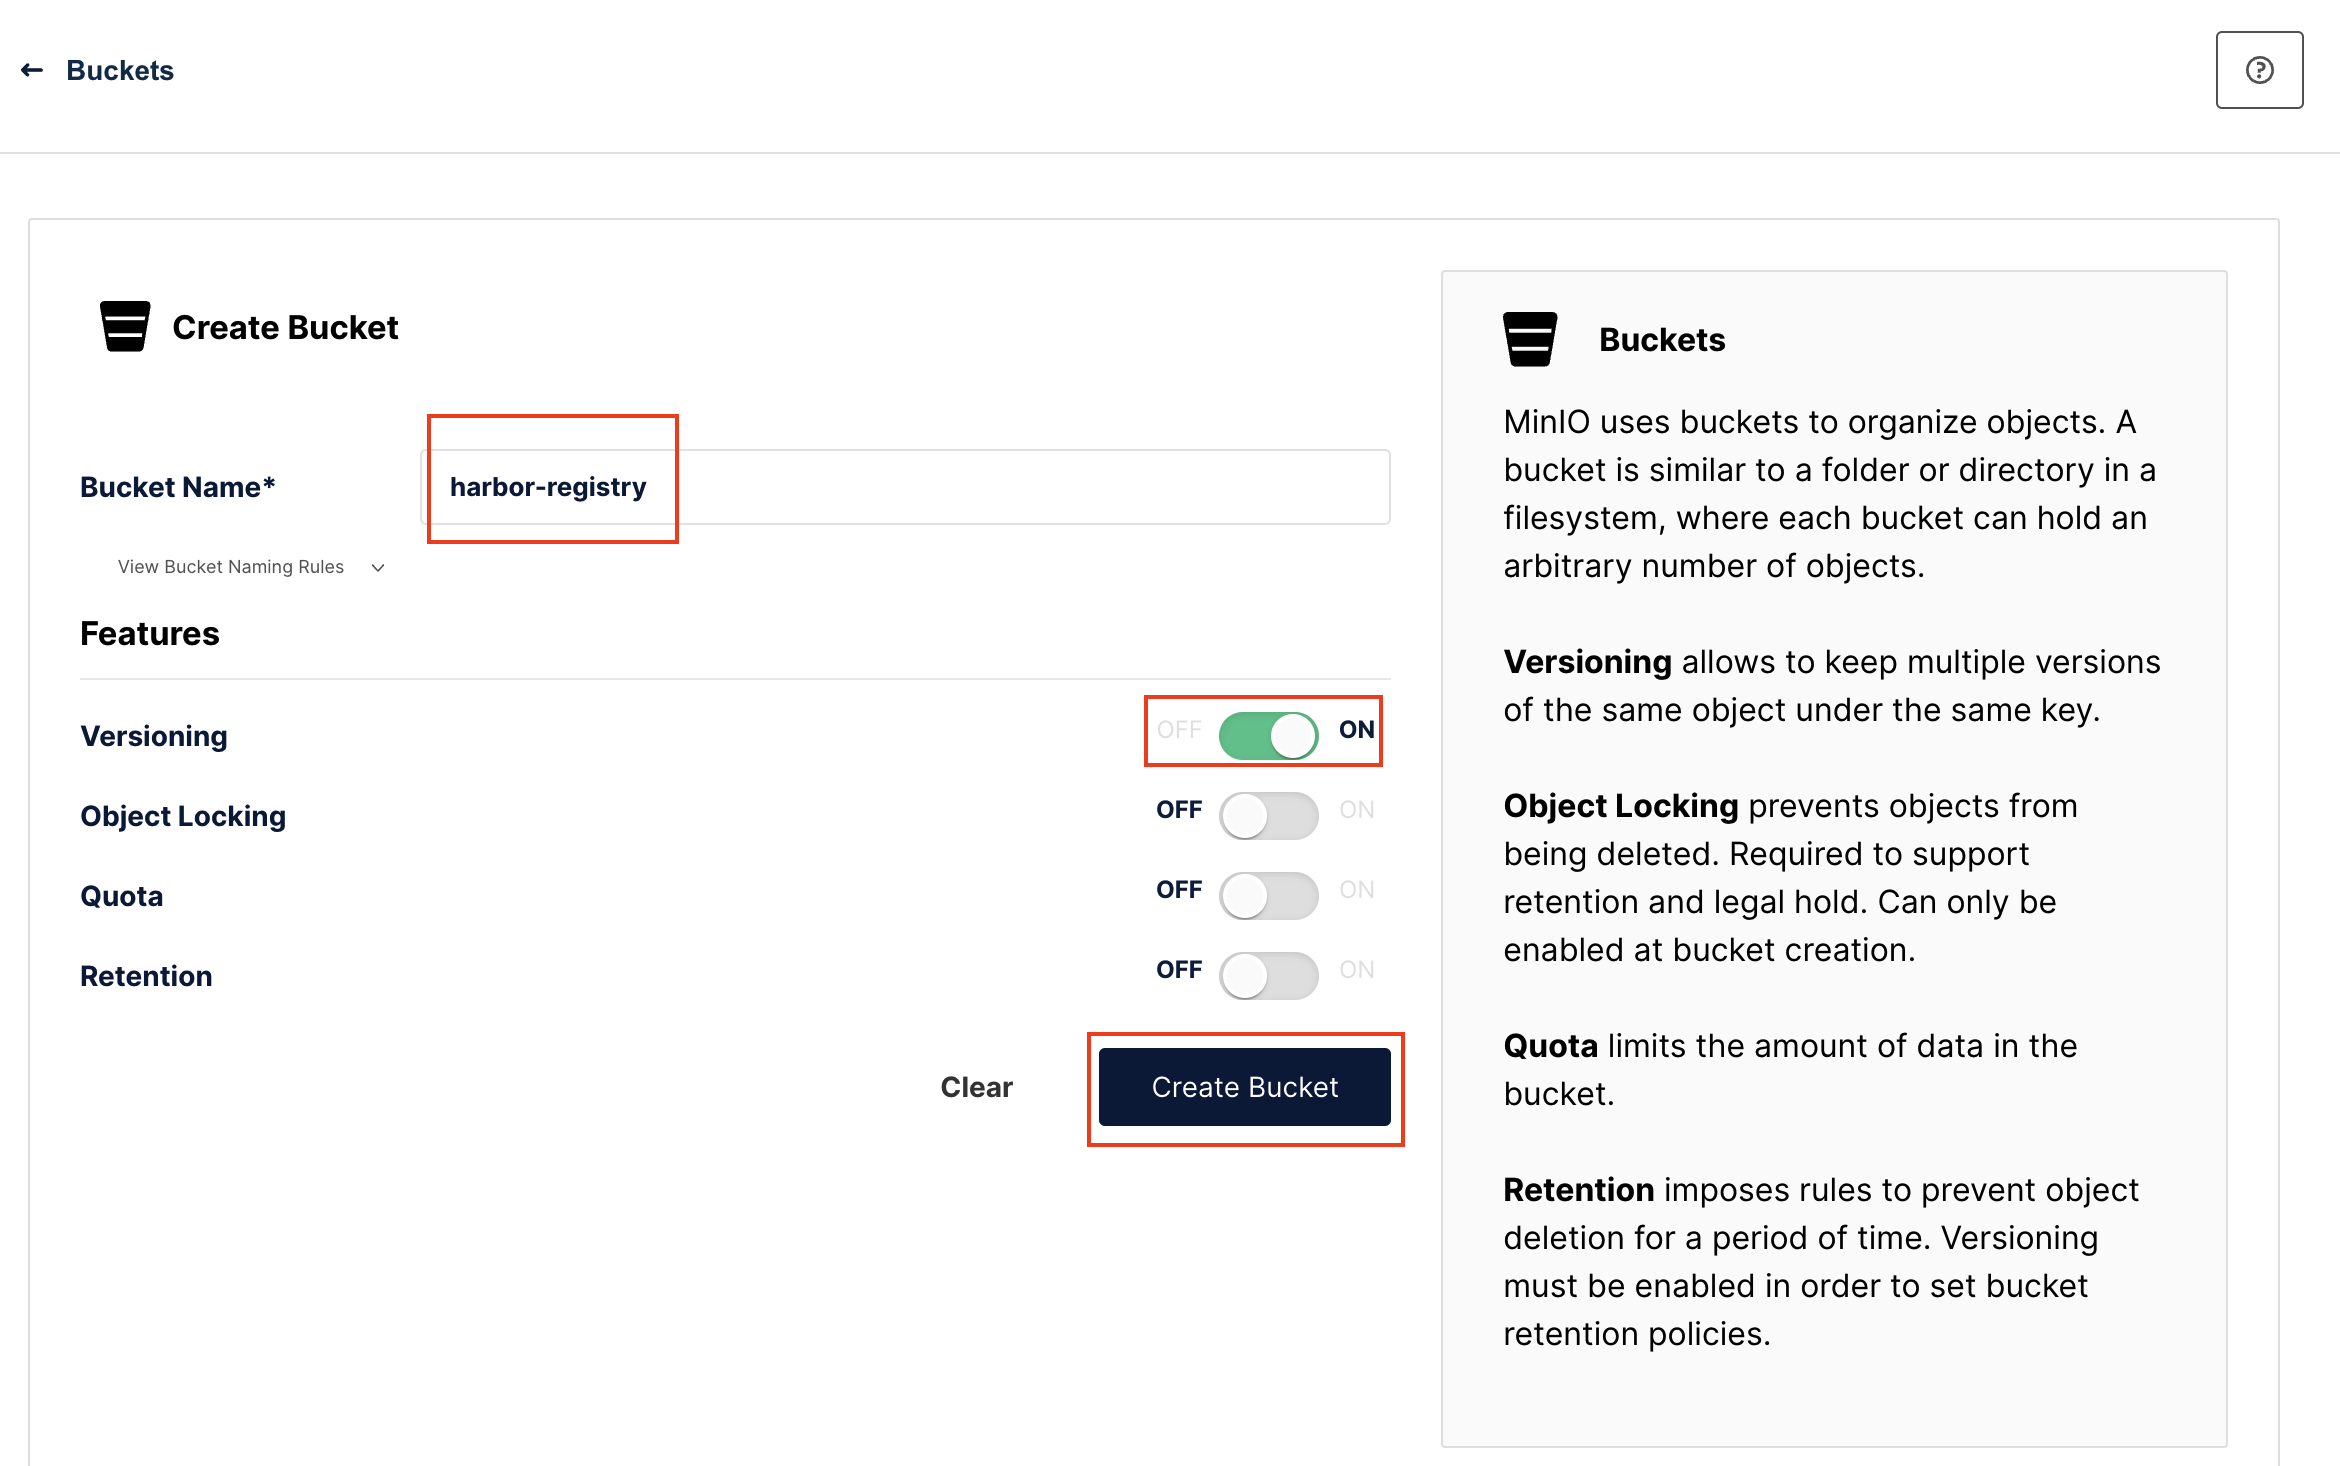 Buckets
Create Bucket
Bucket Name*
harbor-registry
View Bucket Naming Rules
Features
Versioning
OFF ON
Object Locking
OFF ON
Quota
OFF ON
Retention
OFF ON
Clear
Create Bucket
Buckets
MinIO uses buckets to organize objects. A
bucket is similar to a folder or directory in a
filesystem, where each bucket can hold an
arbitrary number of objects.
Versioning allows to keep multiple versions
of the same object under the same key.
Object Locking prevents objects from
being deleted. Required to support
retention and legal hold. Can only be
enabled at bucket creation.
Quota limits the amount of data in the
bucket.
Retention imposes rules to prevent object
deletion for a period of time. Versioning
must be enabled in order to set bucket
retention policies.